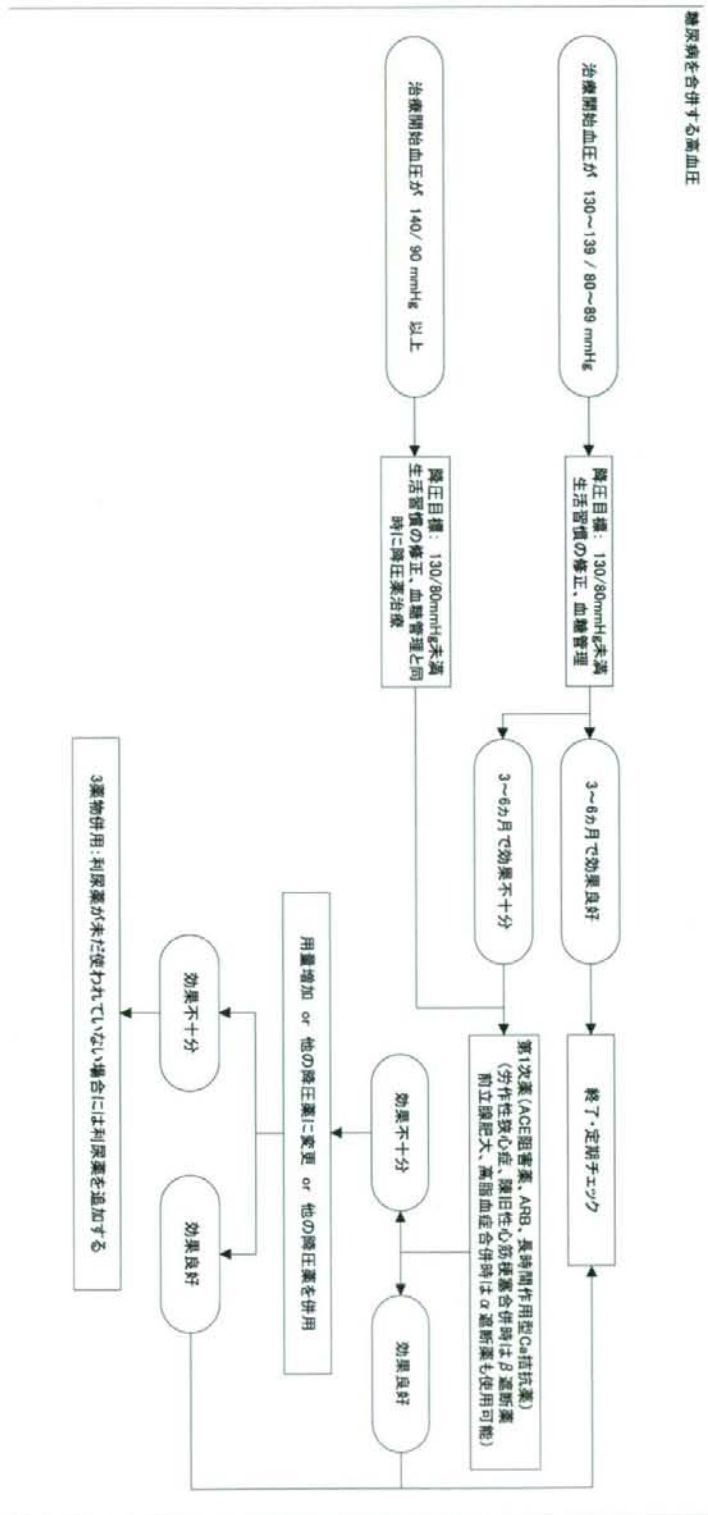 糖尿病を合併する高血圧
治療開始血圧が 130～139 / 80～89 mmHg
降圧目標: 130/80mmHg未満
生活習慣の修正、血糖管理
3～6カ月で効果良好
終了・定期チェック
3～6カ月で効果不十分
治療開始血圧が 140/ 90 mmHg 以上
降圧目標: 130/80mmHg未満
生活習慣の修正、血糖管理と同
時に降圧薬治療
第1次薬(ACE阻害薬、ARB、長時間作用型Ca拮抗薬)
(労作性狭心症、陳旧性心筋梗塞合併時はβ遮断薬
前立腺肥大、高脂血症合併時はα遮断薬も使用可能)
効果不十分
効果良好
用量増加 or 他の降圧薬に変更 or 他の降圧薬を併用
効果不十分
効果良好
3薬物併用:利尿薬が未だ使われていない場合には利尿薬を追加する